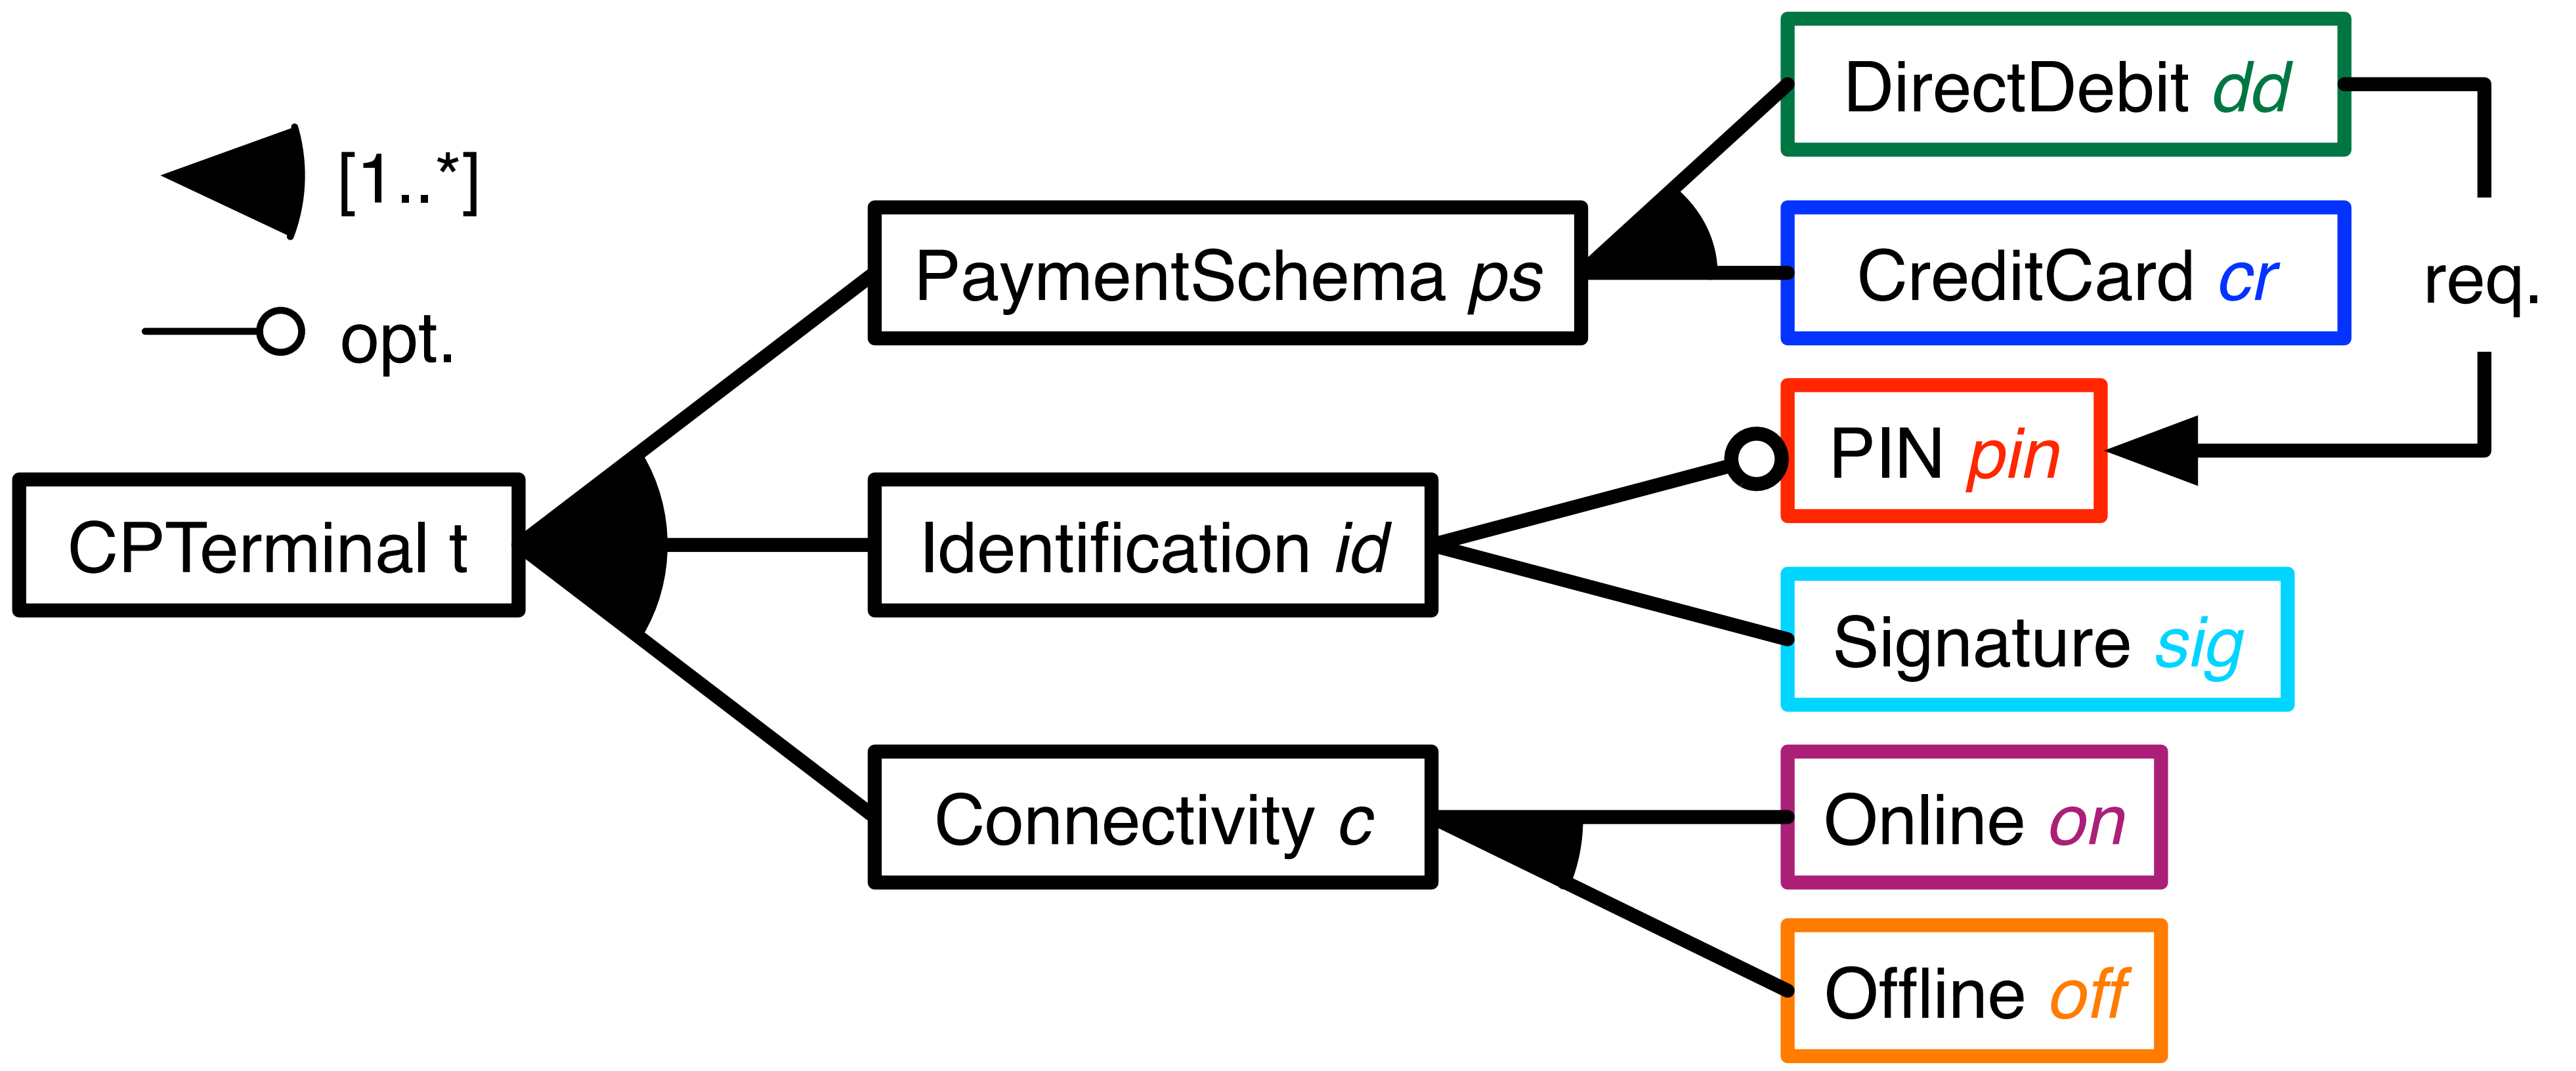 [1..*]
opt.
CPTerminal t
PaymentSchema ps
Identification id
Connectivity c
DirectDebit dd
CreditCard cr
PIN pin
Signature sig
Online on
Offline off
req.